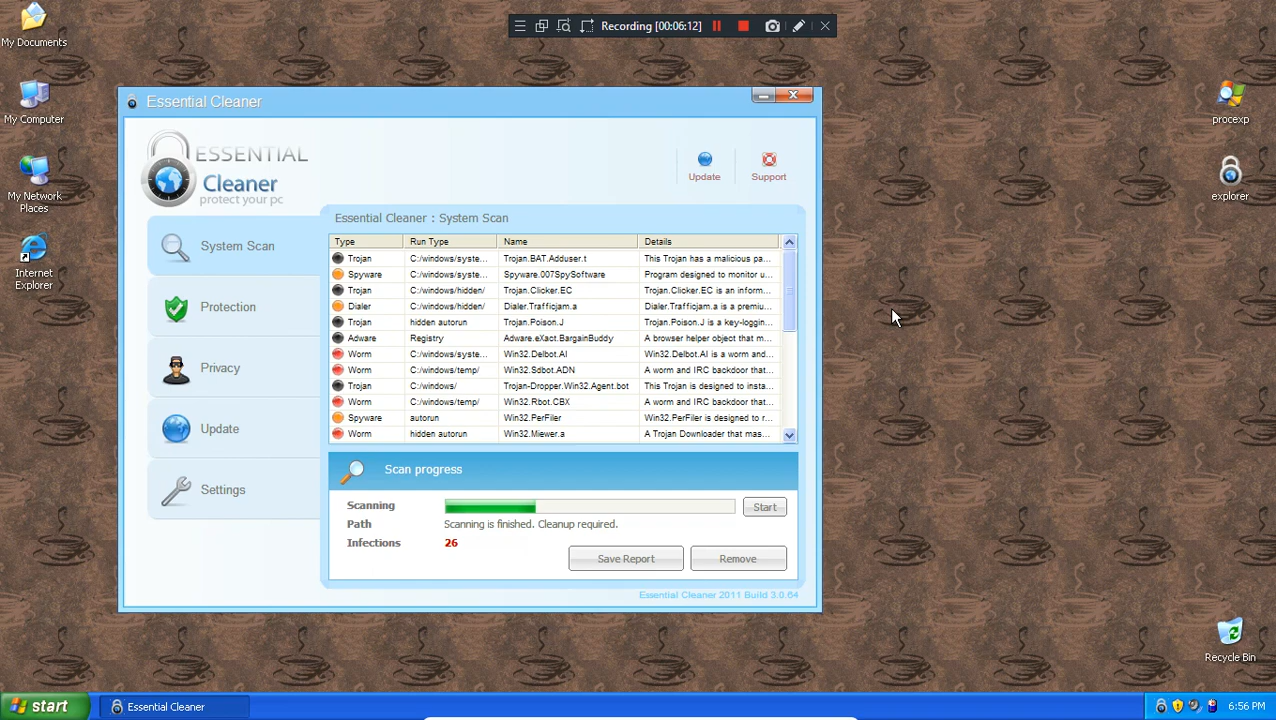 Recording [00:06:12]
My Documents
My Computer
My Network
Places
Internet
Explorer
procexp
explorer
Recycle Bin
Essential Cleaner
ESSENTIAL
Cleaner
protect your pc
Update
Support
System Scan
Protection
Privacy
Update
Settings
Essential Cleaner : System Scan
Type Run Type Name Details
Trojan C:/windows/syste... Trojan.BAT.Adduser.t This Trojan has a malicious pa...
Spyware C:/windows/syste... Spyware.007SpySoftware Program designed to monitor u...
Trojan C:/windows/hidden/ Trojan.Clicker.EC Trojan.Clicker.EC is an inform...
Dialer C:/windows/hidden/ Dialer.Trafficjam.a Dialer.Trafficjam.a is a premiu...
Trojan hidden autorun Trojan.Poison.J Trojan.Poison.J is a key-loggin...
Adware Registry Adware.eXact.BargainBuddy A browser helper object that m...
Worm C:/windows/syste... Win32.Delbot.AI Win32.Delbot.AI is a worm and...
Worm C:/windows/temp/ Win32.Sdbot.ADN A worm and IRC backdoor that...
Trojan C:/windows/ Trojan-Dropper.Win32.Agent.bot This Trojan is designed to insta...
Worm C:/windows/temp/ Win32.Rbot.CBX A worm and IRC backdoor that...
Spyware autorun Win32.PerFiler Win32.PerFiler is designed to r...
Worm hidden autorun Win32.Miewer.a A Trojan Downloader that mas...
Scan progress
Scanning Start
Path Scanning is finished. Cleanup required.
Infections 26
Save Report Remove
Essential Cleaner 2011 Build 3.0.64
start Essential Cleaner 6:56 PM